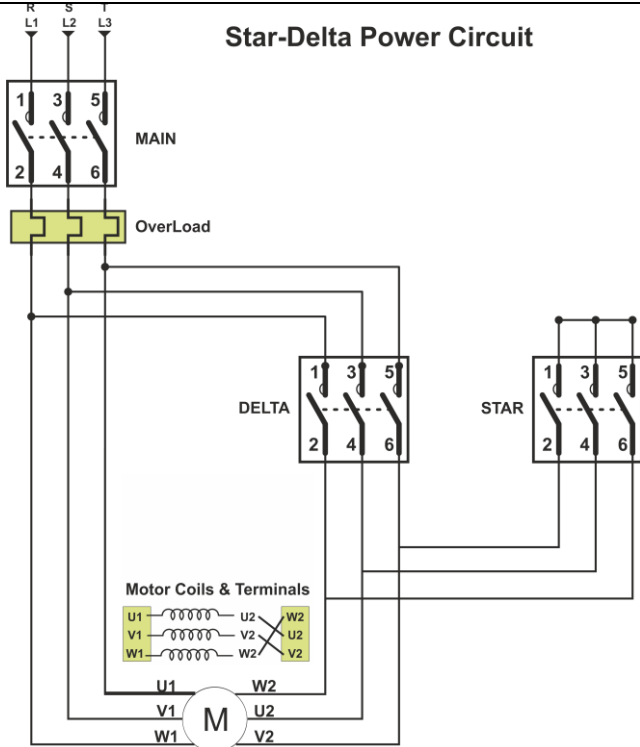 R S T
L1 L2 L3
Star-Delta Power Circuit
1 3 5
MAIN
2 4 6
OverLoad
1 3 5
DELTA
2 4 6
1 3 5
STAR
2 4 6
Motor Coils & Terminals
U1 U2 W2
V1 V2 U2
W1 W2 V2
U1 W2
V1 M U2
W1 V2